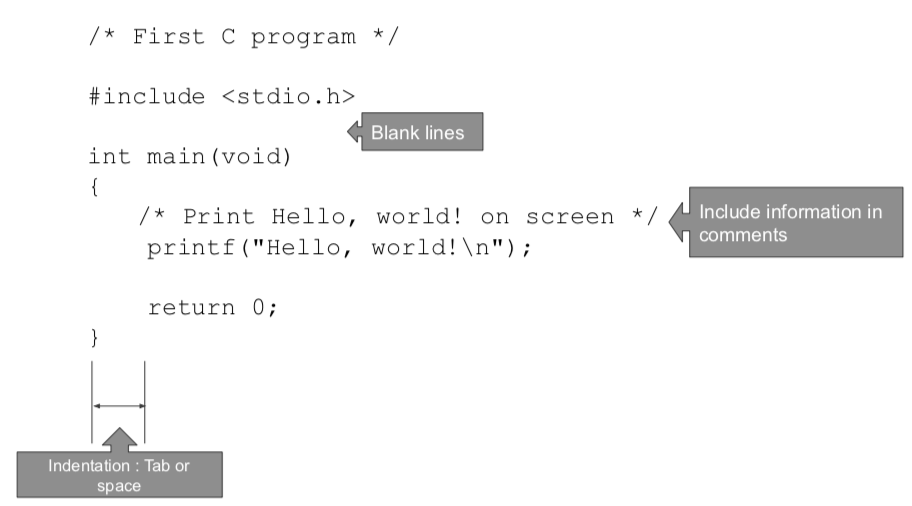 /* First C program */
#include <stdio.h>
Blank lines
int main(void)
{
/* Print Hello, world! on screen */
Include information in
comments
printf("Hello, world!\n");
return 0;
}
Indentation : Tab or
space